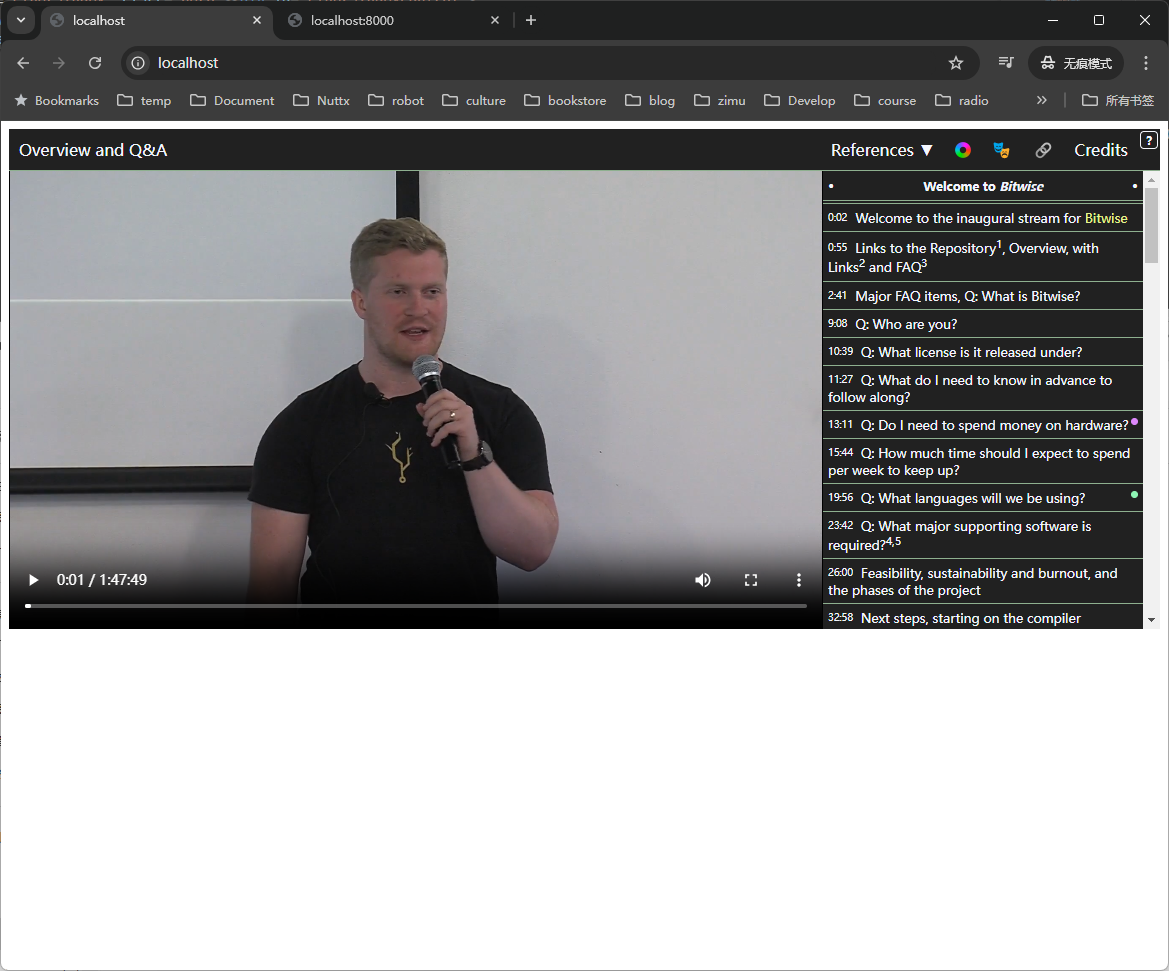 localhost
localhost:8000
localhost
无痕模式
Bookmarks temp Document Nuttx robot culture bookstore blog zimu Develop course radio » 所有书签
Overview and Q&A
References ▼ Credits ?
• Welcome to Bitwise •
0:02 Welcome to the inaugural stream for Bitwise
0:55 Links to the Repository1, Overview, with
Links2 and FAQ3
2:41 Major FAQ items, Q: What is Bitwise?
9:08 Q: Who are you?
10:39 Q: What license is it released under?
11:27 Q: What do I need to know in advance to
follow along?
13:11 Q: Do I need to spend money on hardware?
15:44 Q: How much time should I expect to spend
per week to keep up?
19:56 Q: What languages will we be using?
23:42 Q: What major supporting software is
required?4,5
26:00 Feasibility, sustainability and burnout, and
the phases of the project
32:58 Next steps, starting on the compiler
0:01 / 1:47:49